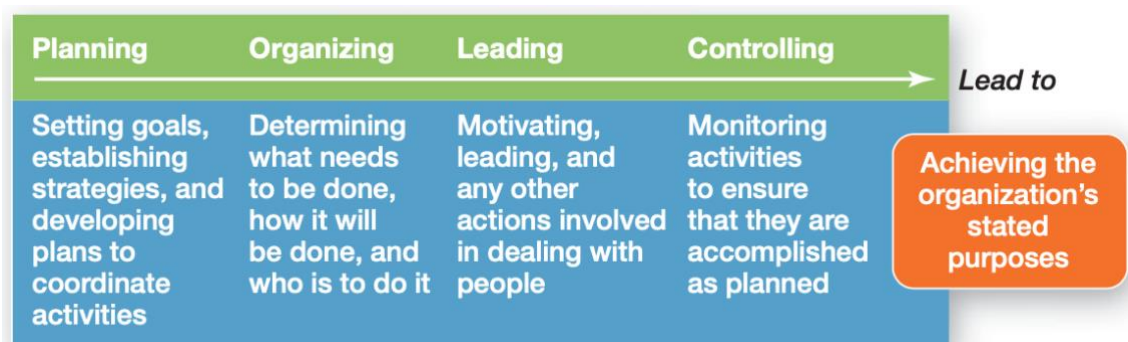 Planning
Organizing
Leading
Controlling
Lead to
Setting goals,
establishing
strategies, and
developing
plans to
coordinate
activities
Determining
what needs
to be done,
how it will
be done, and
who is to do it
Motivating,
leading, and
any other
actions involved
in dealing with
people
Monitoring
activities
to ensure
that they are
accomplished
as planned
Achieving the
organization's
stated
purposes